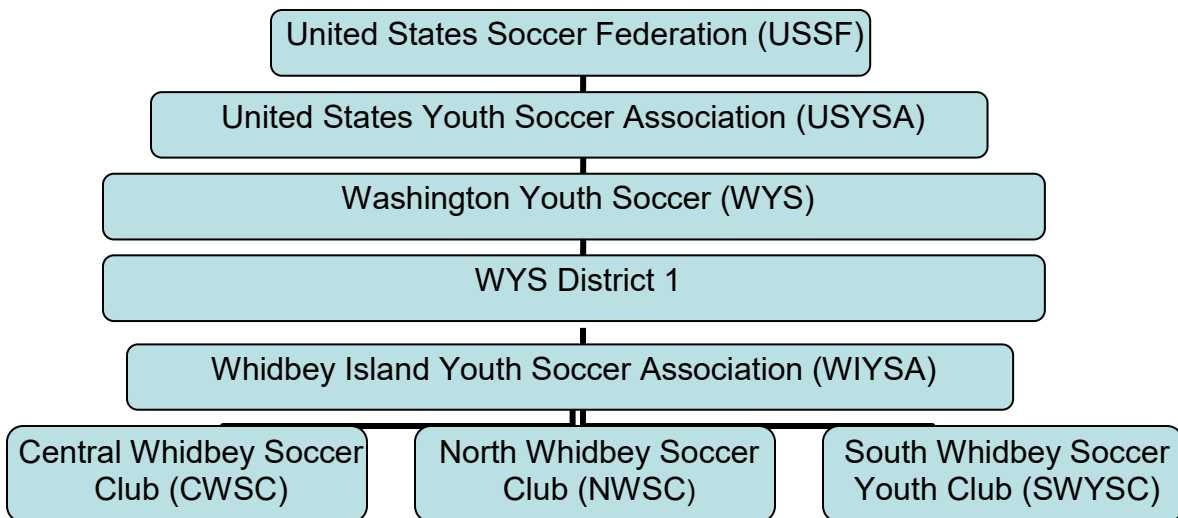 United States Soccer Federation (USSF)
United States Youth Soccer Association (USYSA)
Washington Youth Soccer (WYS)
WYS District 1
Whidbey Island Youth Soccer Association (WIYSA)
Central Whidbey Soccer
Club (CWSC)
North Whidbey Soccer
Club (NWSC)
South Whidbey Soccer
Youth Club (SWYSC)